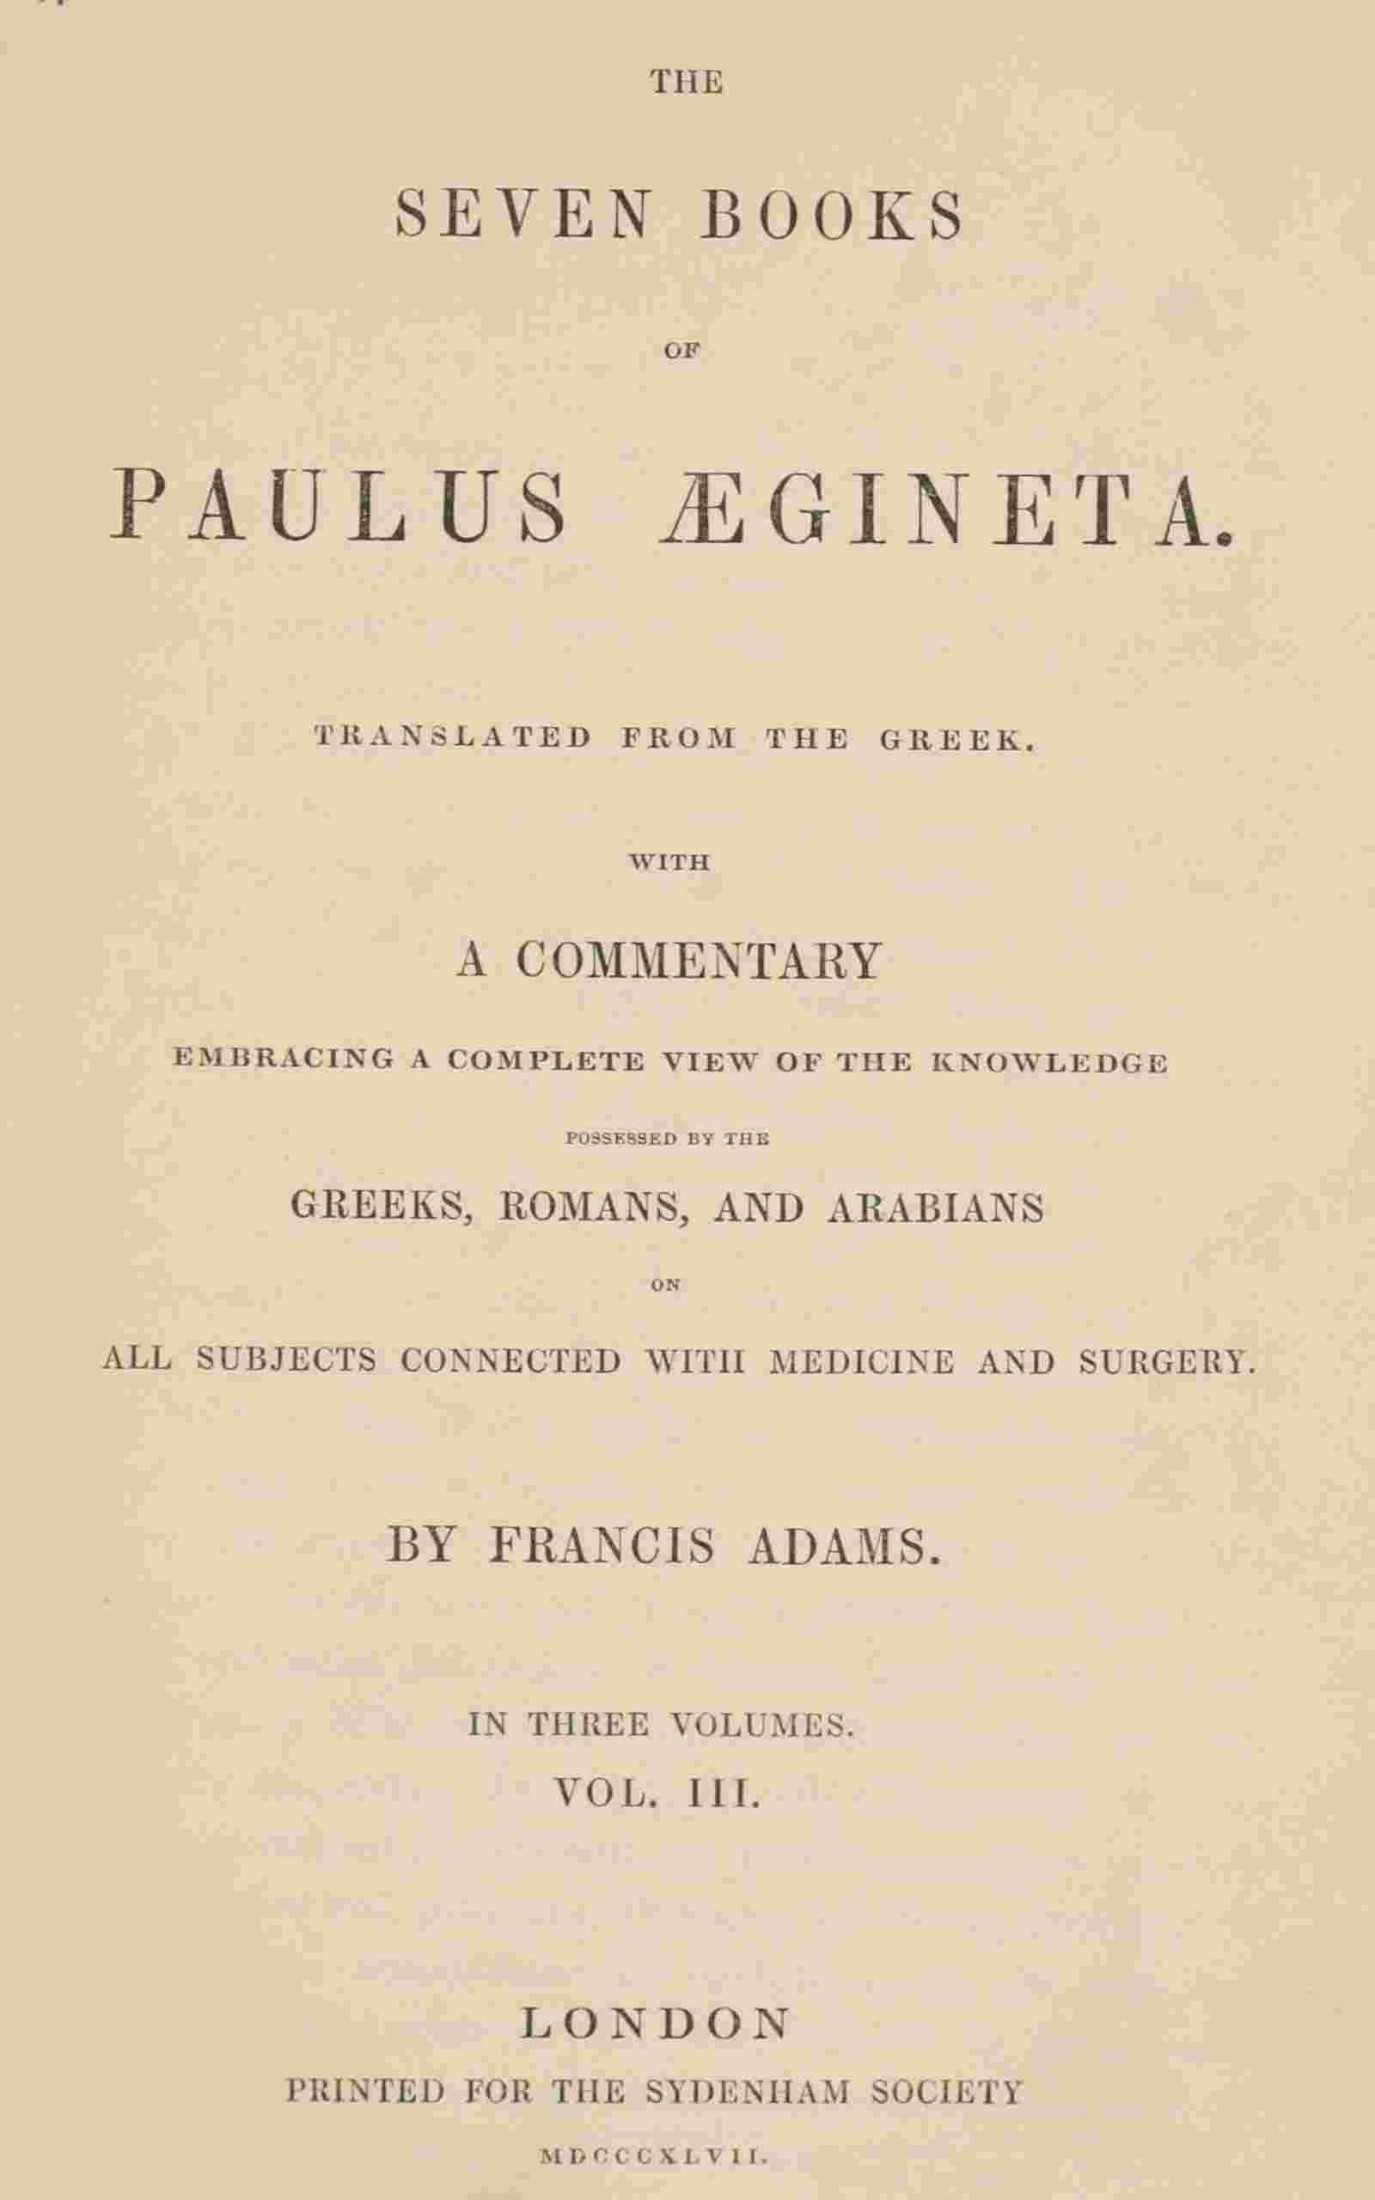 THE
SEVEN BOOKS
OF
PAULUS ÆGINETA.
TRANSLATED FROM THE GREEK.
WITH
A COMMENTARY
EMBRACING A COMPLETE VIEW OF THE KNOWLEDGE
POSSESSED BY THE
GREEKS, ROMANS, AND ARABIANS
ON
ALL SUBJECTS CONNECTED WITH MEDICINE AND SURGERY.
BY FRANCIS ADAMS.
IN THREE VOLUMES.
VOL. III.
LONDON
PRINTED FOR THE SYDENHAM SOCIETY
MDCCCXLVII.